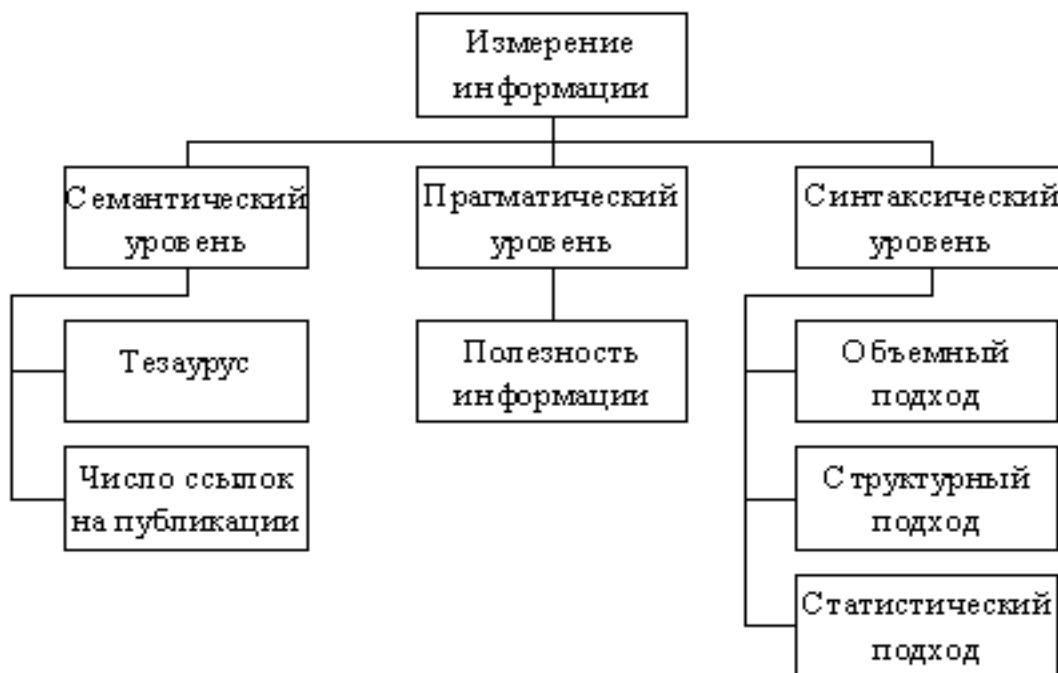 Измерение
информации
Семантический
уровень
Прагматический
уровень
Синтаксический
уровень
Тезаурус
Полезность
информации
Объемный
подход
Число ссылок
на публикации
Структурный
подход
Статистический
подход